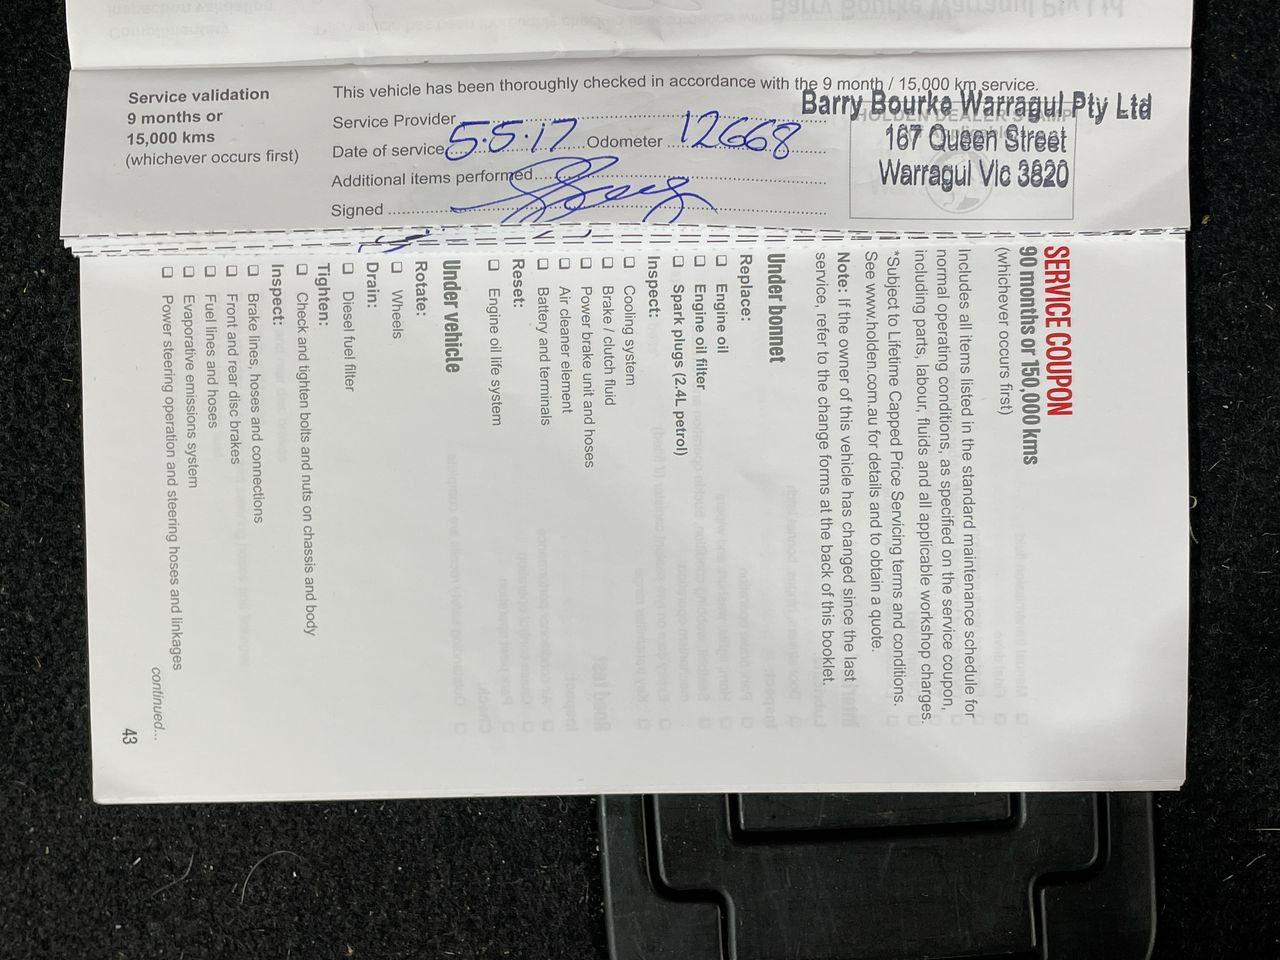 Service validation
9 months or
15,000 kms
(whichever occurs first)
This vehicle has been thoroughly checked in accordance with the 9 month / 15,000 km service.
Service Provider
Date of service 5.5.17 Odometer 12668
Additional items performed
Signed
Barry Bourke Warragul Pty Ltd
167 Queen Street
Warragul Vic 3820
SERVICE COUPON
90 months or 150,000 kms
(whichever occurs first)
Includes all items listed in the standard maintenance schedule for
normal operating conditions, as specified on the service coupon,
including parts, labour, fluids and all applicable workshop charges.
*Subject to Lifetime Capped Price Servicing terms and conditions.
See www.holden.com.au for details and to obtain a quote.
Note: If the owner of this vehicle has changed since the last
service, refer to the change forms at the back of this booklet.
Under bonnet
Replace:
Engine oil
Engine oil filter
Spark plugs (2.4L petrol)
Inspect:
Cooling system
Brake / clutch fluid
Power brake unit and hoses
Air cleaner element
Battery and terminals
Reset:
Engine oil life system
Under vehicle
Rotate:
Wheels
Drain:
Diesel fuel filter
Tighten:
Check and tighten bolts and nuts on chassis and body
Inspect:
Brake lines, hoses and connections
Front and rear disc brakes
Fuel lines and hoses
Evaporative emissions system
Power steering operation and steering hoses and linkages
continued...
43